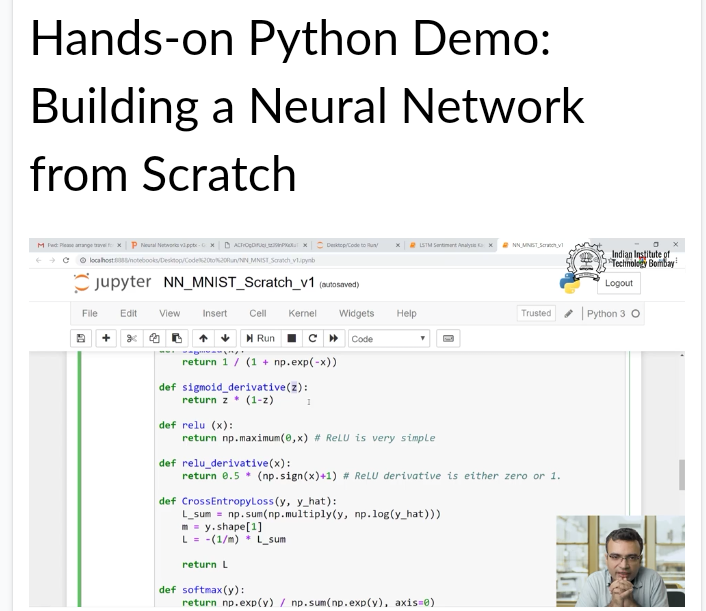 Hands-on Python Demo:
Building a Neural Network
from Scratch
Fwd: Please arrange travel fo
Neural Networks v3.pptx - G
Desktop/Code to Run/
LSTM Sentiment Analysis Ke
NN_MNIST_Scratch_v1
localhost:8888/notebooks/Desktop/Code%20to%20Run/NN_MNIST_Scratch_v1.ipynb
Indian Institute of
Technology Bombay
jupyter NN_MNIST_Scratch_v1 (autosaved)
Logout
File Edit View Insert Cell Kernel Widgets Help
Trusted
Python 3
Run
Code
def sigmoid(x):
return 1 / (1 + np.exp(-x))
def sigmoid_derivative(z):
return z * (1-z)
def relu (x):
return np.maximum(0,x) # ReLU is very simple
def relu_derivative(x):
return 0.5 * (np.sign(x)+1) # ReLU derivative is either zero or 1.
def CrossEntropyLoss(y, y_hat):
L_sum = np.sum(np.multiply(y, np.log(y_hat)))
m = y.shape[1]
L = -(1/m) * L_sum
return L
def softmax(y):
return np.exp(y) / np.sum(np.exp(y), axis=0)